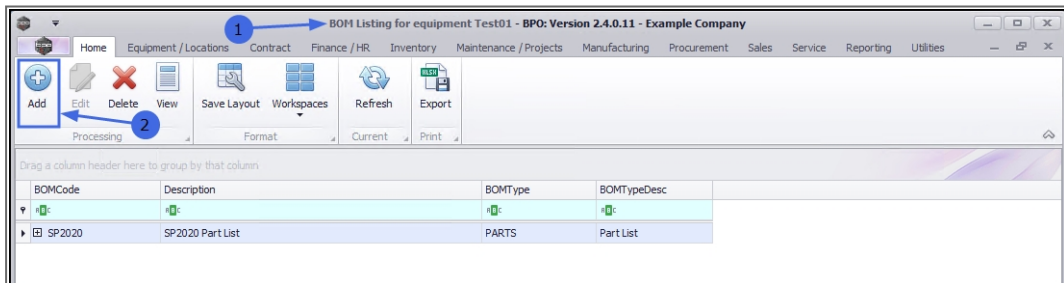 1
BOM Listing for equipment Test01 - BPO: Version 2.4.0.11 - Example Company
Home Equipment / Locations Contract Finance / HR Inventory Maintenance / Projects Manufacturing Procurement Sales Service Reporting Utilities
Add Edit Delete View Save Layout Workspaces Refresh Export
2
Processing Format Current Print
Drag a column header here to group by that column
BOMCode Description BOMType BOMTypeDesc
SP2020 SP2020 Part List PARTS Part List